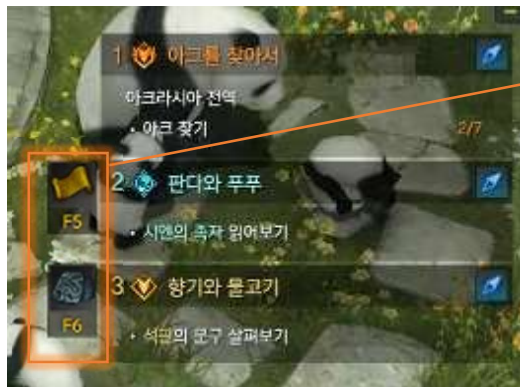 1 아크를 찾아서
아크라시아 전역
• 아크 찾기 2/7
2 판다와 푸푸
F5
• 시엔의 족자 읽어보기
3 향기와 물고기
F6
• 석판의 문구 살펴보기